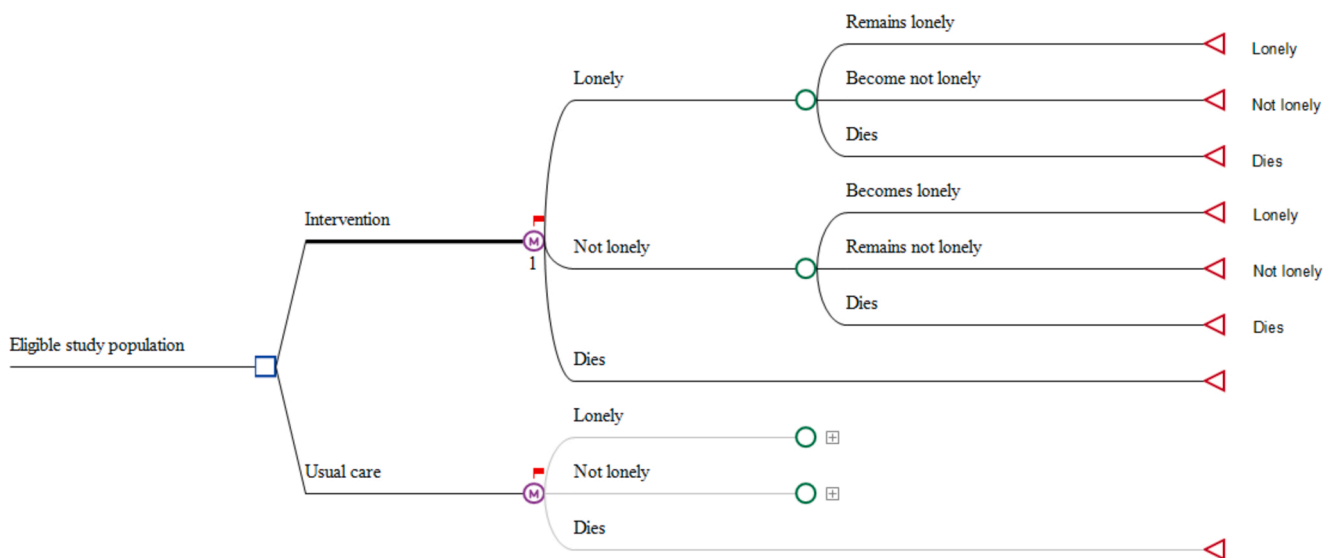 Remains lonely
Lonely
Lonely
Become not lonely
Not lonely
Dies
Dies
Intervention
Becomes lonely
Lonely
M
1
Not lonely
Remains not lonely
Not lonely
Dies
Dies
Eligible study population
Dies
Lonely
Usual care
M
Not lonely
Dies